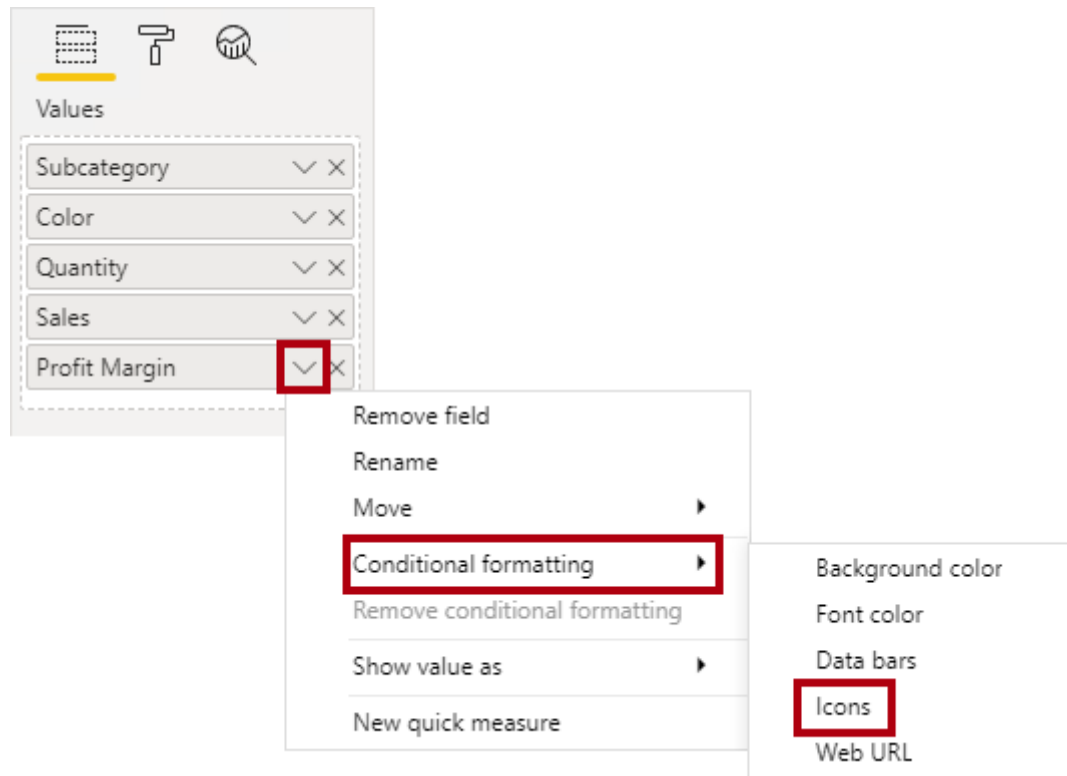 Values
Subcategory
Color
Quantity
Sales
Profit Margin
Remove field
Rename
Move
Conditional formatting
Remove conditional formatting
Show value as
New quick measure
Background color
Font color
Data bars
Icons
Web URL